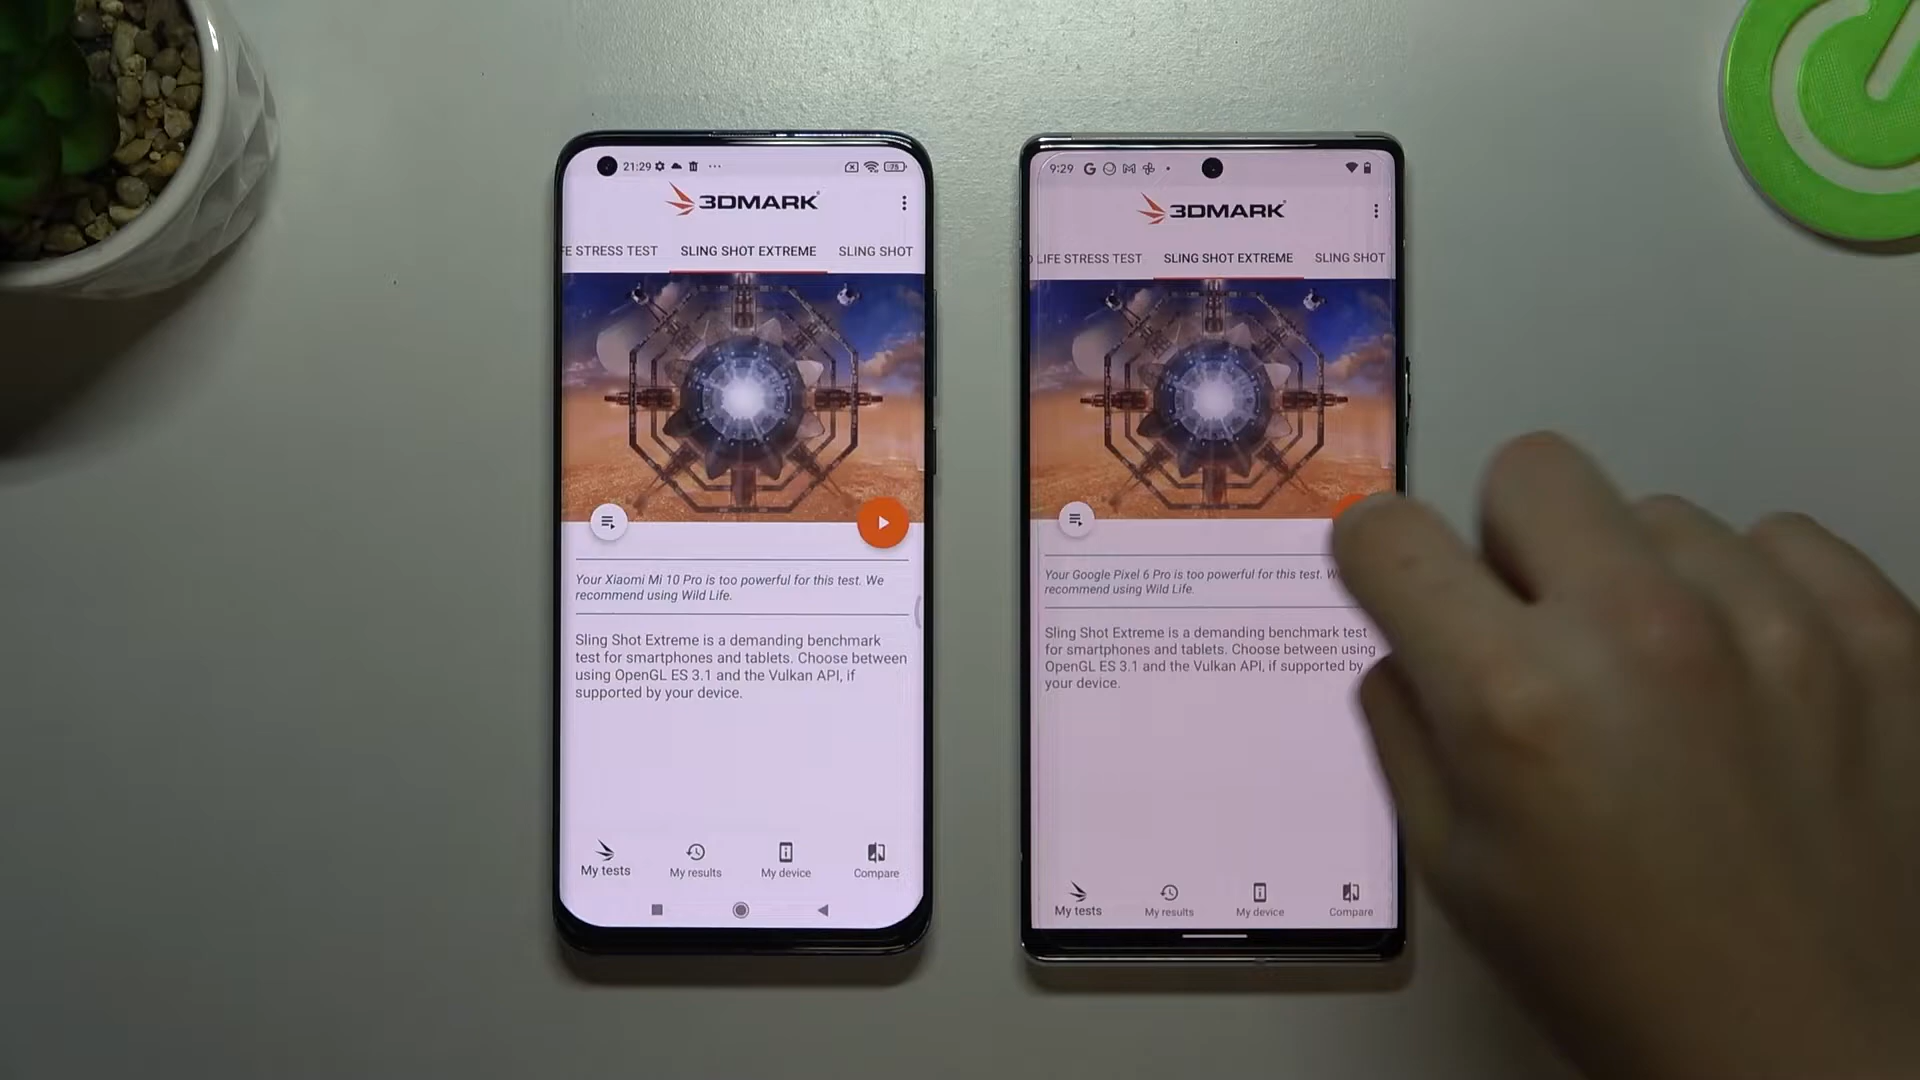 21:29
75
3DMARK
FE STRESS TEST SLING SHOT EXTREME SLING SHOT
Your Xiaomi Mi 10 Pro is too powerful for this test. We
recommend using Wild Life.
Sling Shot Extreme is a demanding benchmark
test for smartphones and tablets. Choose between
using OpenGL ES 3.1 and the Vulkan API, if
supported by your device.
My tests My results My device Compare
9:29
3DMARK
LIFE STRESS TEST SLING SHOT EXTREME SLING SHOT
Your Google Pixel 6 Pro is too powerful for this test.
recommend using Wild Life.
Sling Shot Extreme is a demanding benchmark test
for smartphones and tablets. Choose between using
OpenGL ES 3.1 and the Vulkan API, if supported by
your device.
My tests My results My device Compare